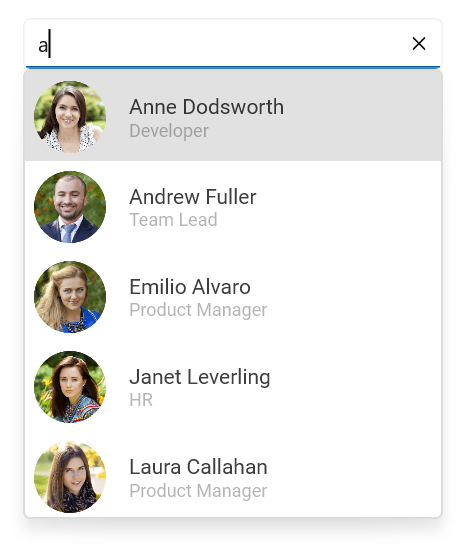 a
Anne Dodsworth
Developer
Andrew Fuller
Team Lead
Emilio Alvaro
Product Manager
Janet Leverling
HR
Laura Callahan
Product Manager